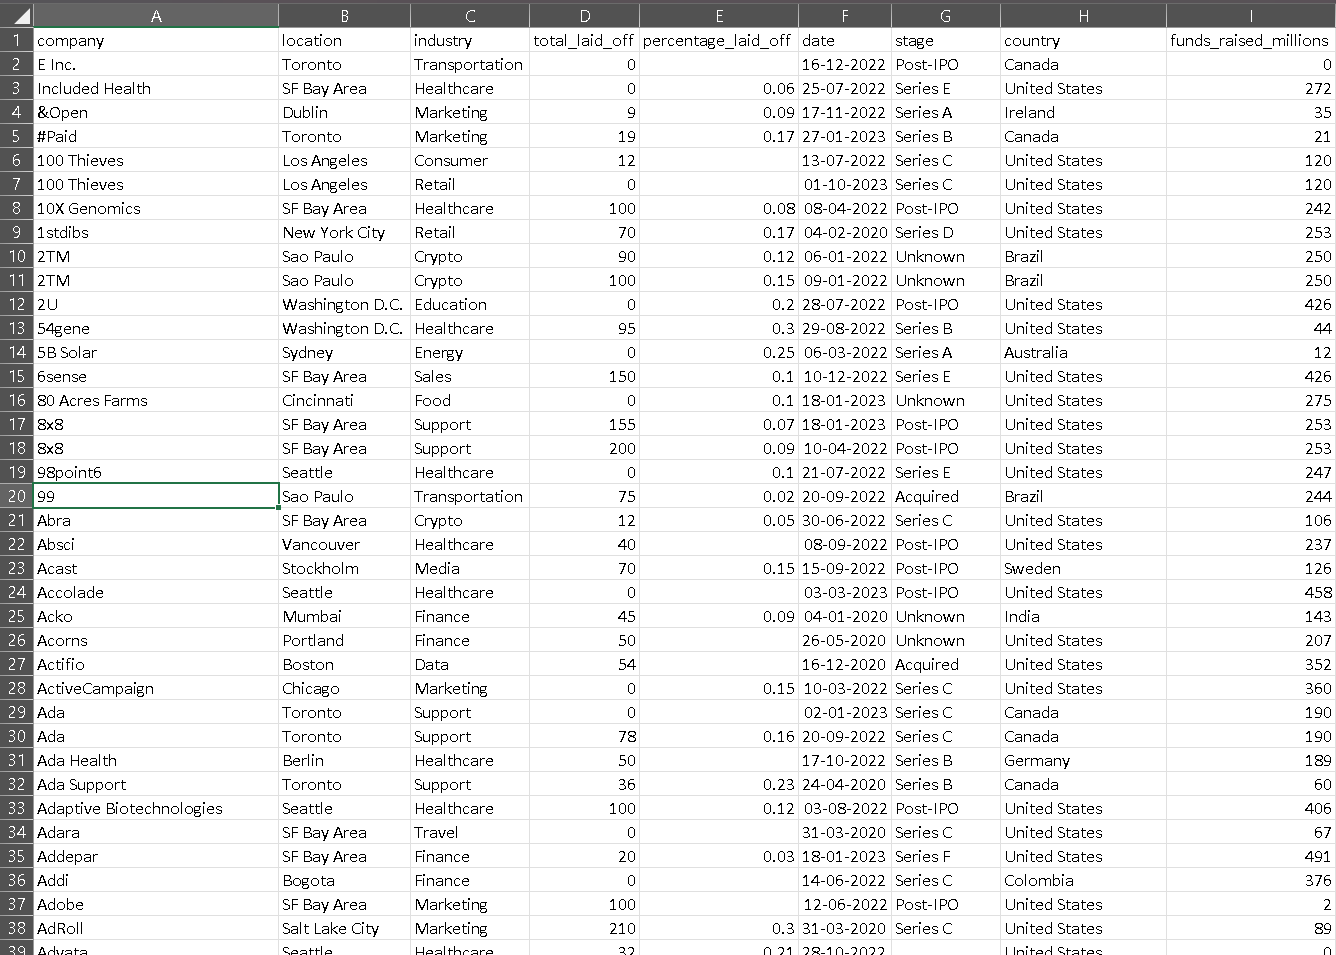 A B C D E F G H I
1 company location industry total_laid_off percentage_laid_off date stage country funds_raised_millions
2 E Inc. Toronto Transportation 0 16-12-2022 Post-IPO Canada 0
3 Included Health SF Bay Area Healthcare 0 0.06 25-07-2022 Series E United States 272
4 &Open Dublin Marketing 9 0.09 17-11-2022 Series A Ireland 35
5 #Paid Toronto Marketing 19 0.17 27-01-2023 Series B Canada 21
6 100 Thieves Los Angeles Consumer 12 13-07-2022 Series C United States 120
7 100 Thieves Los Angeles Retail 0 01-10-2023 Series C United States 120
8 10X Genomics SF Bay Area Healthcare 100 0.08 08-04-2022 Post-IPO United States 242
9 1stdibs New York City Retail 70 0.17 04-02-2020 Series D United States 253
10 2TM Sao Paulo Crypto 90 0.12 06-01-2022 Unknown Brazil 250
11 2TM Sao Paulo Crypto 100 0.15 09-01-2022 Unknown Brazil 250
12 2U Washington D.C. Education 0 0.2 28-07-2022 Post-IPO United States 426
13 54gene Washington D.C. Healthcare 95 0.3 29-08-2022 Series B United States 44
14 5B Solar Sydney Energy 0 0.25 06-03-2022 Series A Australia 12
15 6sense SF Bay Area Sales 150 0.1 10-12-2022 Series E United States 426
16 80 Acres Farms Cincinnati Food 0 0.1 18-01-2023 Unknown United States 275
17 8x8 SF Bay Area Support 155 0.07 18-01-2023 Post-IPO United States 253
18 8x8 SF Bay Area Support 200 0.09 10-04-2022 Post-IPO United States 253
19 98point6 Seattle Healthcare 0 0.1 21-07-2022 Series E United States 247
20 99 Sao Paulo Transportation 75 0.02 20-09-2022 Acquired Brazil 244
21 Abra SF Bay Area Crypto 12 0.05 30-06-2022 Series C United States 106
22 Absci Vancouver Healthcare 40 08-09-2022 Post-IPO United States 237
23 Acast Stockholm Media 70 0.15 15-09-2022 Post-IPO Sweden 126
24 Accolade Seattle Healthcare 0 03-03-2023 Post-IPO United States 458
25 Acko Mumbai Finance 45 0.09 04-01-2020 Unknown India 143
26 Acorns Portland Finance 50 26-05-2020 Unknown United States 207
27 Actifio Boston Data 54 16-12-2020 Acquired United States 352
28 ActiveCampaign Chicago Marketing 0 0.15 10-03-2022 Series C United States 360
29 Ada Toronto Support 0 02-01-2023 Series C Canada 190
30 Ada Toronto Support 78 0.16 20-09-2022 Series C Canada 190
31 Ada Health Berlin Healthcare 50 17-10-2022 Series B Germany 189
32 Ada Support Toronto Support 36 0.23 24-04-2020 Series B Canada 60
33 Adaptive Biotechnologies Seattle Healthcare 100 0.12 03-08-2022 Post-IPO United States 406
34 Adara SF Bay Area Travel 0 31-03-2020 Series C United States 67
35 Addepar SF Bay Area Finance 20 0.03 18-01-2023 Series F United States 491
36 Addi Bogota Finance 0 14-06-2022 Series C Colombia 376
37 Adobe SF Bay Area Marketing 100 12-06-2022 Post-IPO United States 2
38 AdRoll Salt Lake City Marketing 210 0.3 31-03-2020 Series C United States 89
39 Advata Seattle Healthcare 32 0.21 28-10-2022 United States 0